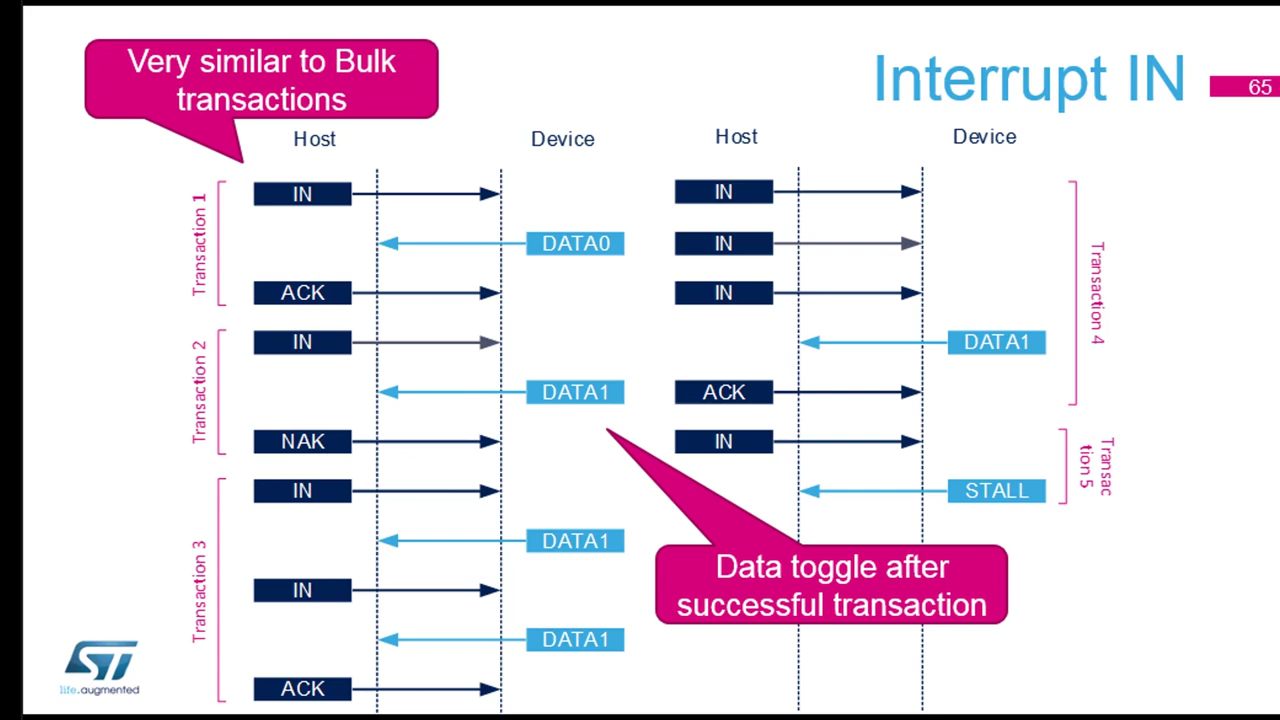 Very similar to Bulk
transactions
Interrupt IN
65
Host
Device
Host
Device
Transaction 1
IN
DATA0
ACK
Transaction 2
IN
DATA1
NAK
Transaction 3
IN
DATA1
IN
DATA1
ACK
IN
IN
IN
DATA1
ACK
Transaction 4
IN
STALL
Transac
tion 5
Data toggle after
successful transaction
ST
life.augmented